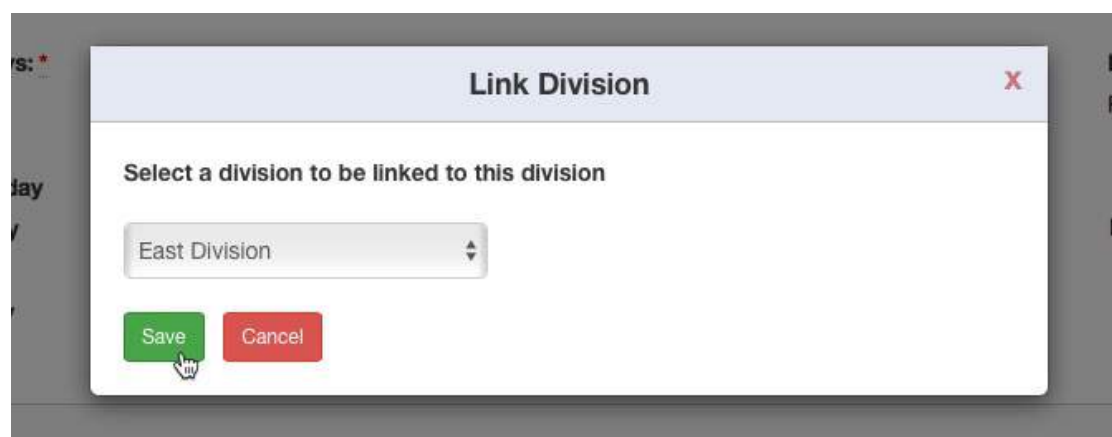 s: *
Link Division
X
Select a division to be linked to this division
East Division
Save
Cancel